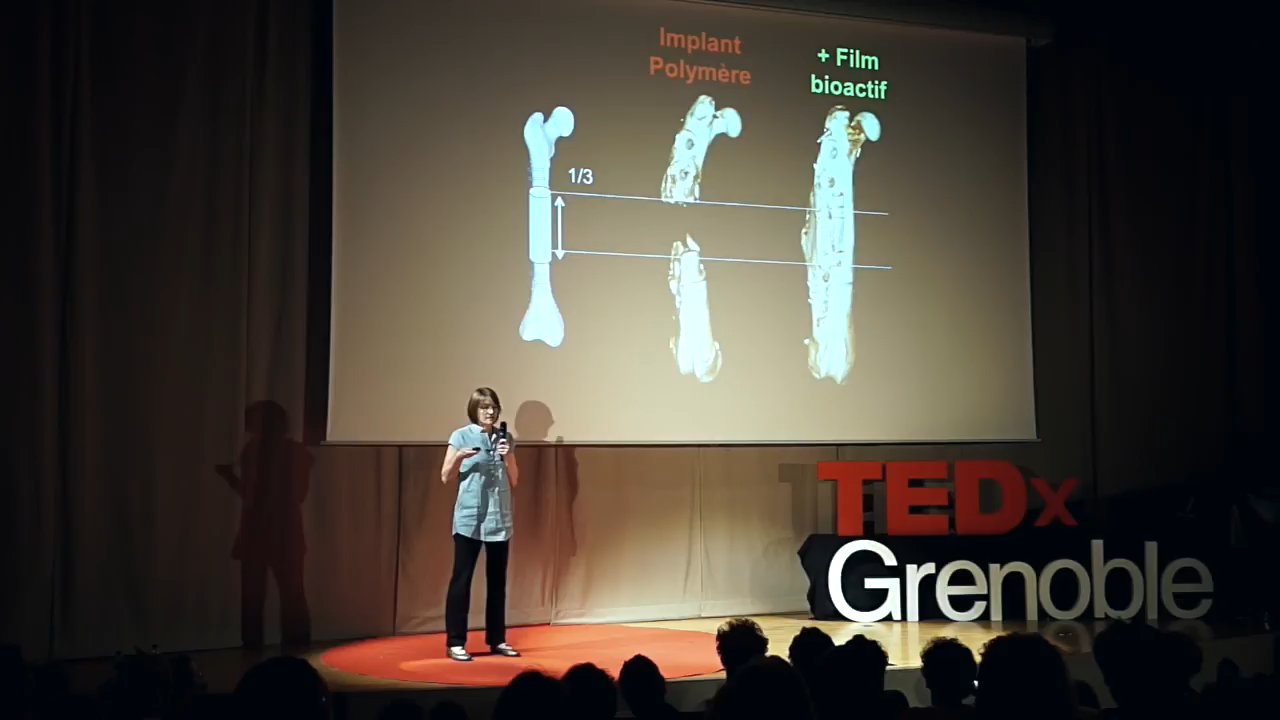 Implant
Polymère
+ Film
bioactif
1/3
TEDx
Grenoble